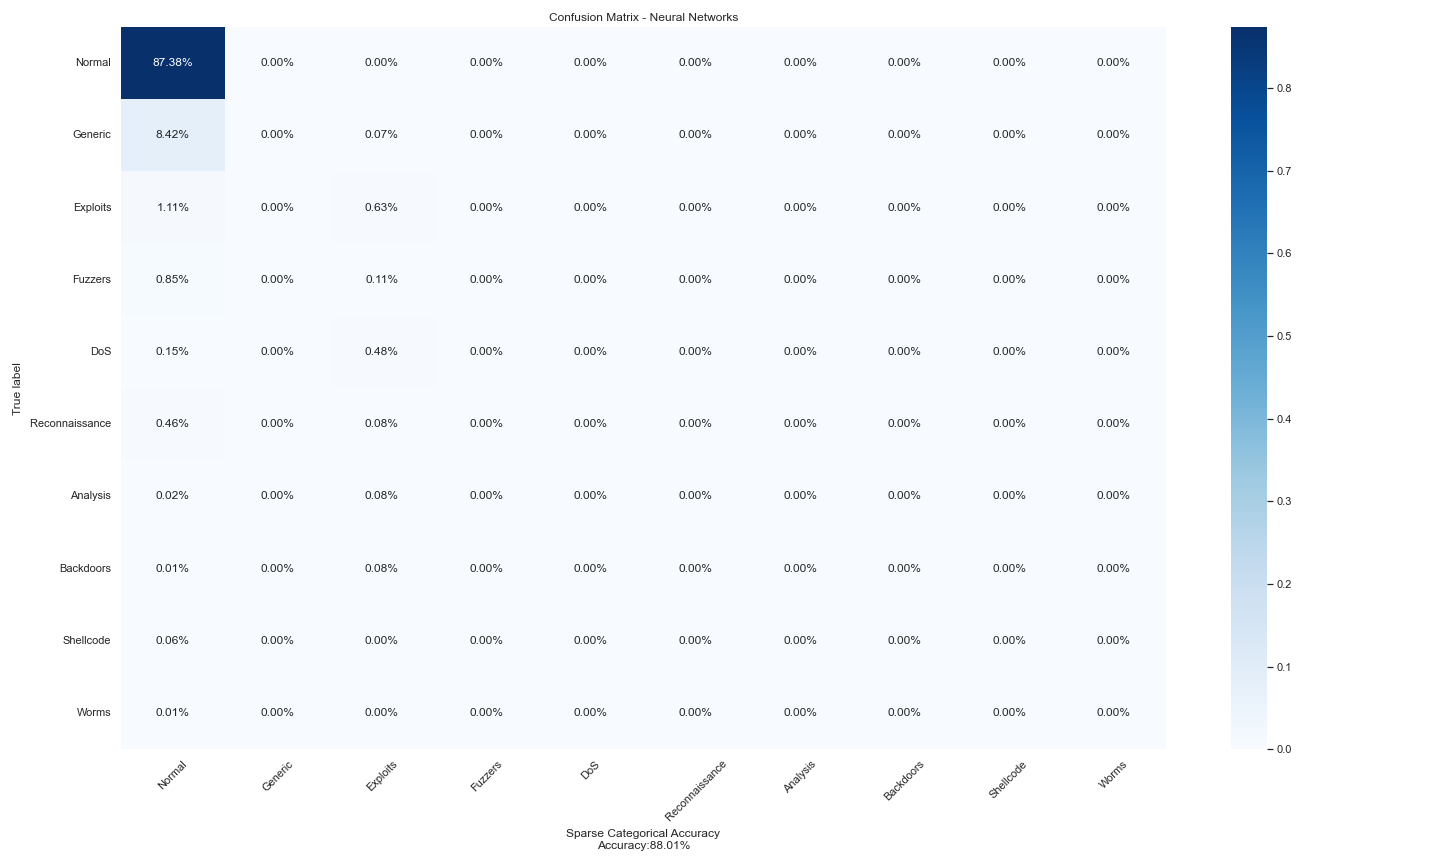 Confusion Matrix - Neural Networks
Normal 87.38% 0.00% 0.00% 0.00% 0.00% 0.00% 0.00% 0.00% 0.00% 0.00%
Generic 8.42% 0.00% 0.07% 0.00% 0.00% 0.00% 0.00% 0.00% 0.00% 0.00%
Exploits 1.11% 0.00% 0.63% 0.00% 0.00% 0.00% 0.00% 0.00% 0.00% 0.00%
Fuzzers 0.85% 0.00% 0.11% 0.00% 0.00% 0.00% 0.00% 0.00% 0.00% 0.00%
DoS 0.15% 0.00% 0.48% 0.00% 0.00% 0.00% 0.00% 0.00% 0.00% 0.00%
Reconnaissance 0.46% 0.00% 0.08% 0.00% 0.00% 0.00% 0.00% 0.00% 0.00% 0.00%
Analysis 0.02% 0.00% 0.08% 0.00% 0.00% 0.00% 0.00% 0.00% 0.00% 0.00%
Backdoors 0.01% 0.00% 0.08% 0.00% 0.00% 0.00% 0.00% 0.00% 0.00% 0.00%
Shellcode 0.06% 0.00% 0.00% 0.00% 0.00% 0.00% 0.00% 0.00% 0.00% 0.00%
Worms 0.01% 0.00% 0.00% 0.00% 0.00% 0.00% 0.00% 0.00% 0.00% 0.00%
True label
Normal Generic Exploits Fuzzers DoS Reconnaissance Analysis Backdoors Shellcode Worms
Sparse Categorical Accuracy
Accuracy:88.01%
0.8
0.7
0.6
0.5
0.4
0.3
0.2
0.1
0.0